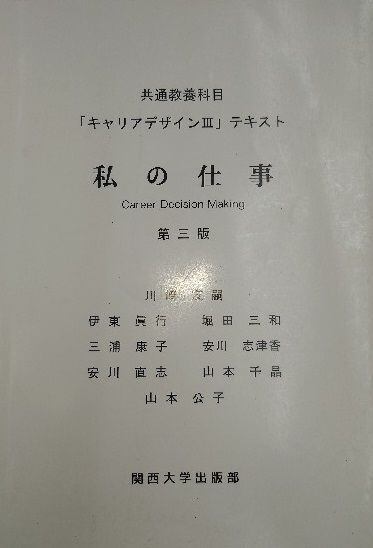 共通教養科目
「キャリアデザインIII」テキスト
私の仕事
Career Decision Making
第三版
川 友嗣
伊東眞行 堀田三和
三浦康子 安川志津香
安川直志 山本千晶
山本公子
関西大学出版部